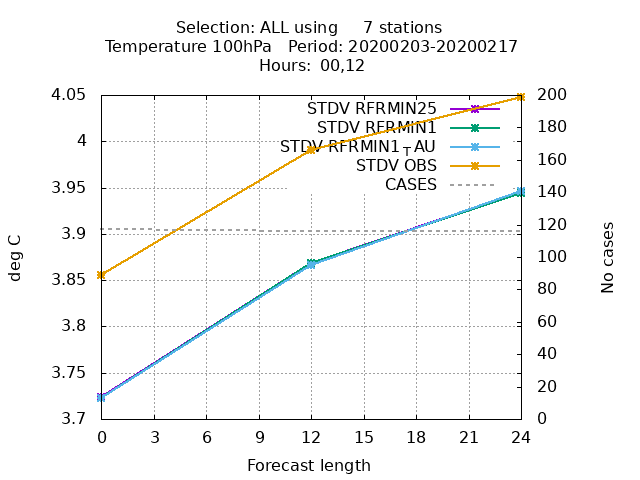 Selection: ALL using     7 stations
Temperature 100hPa   Period: 20200203-20200217
Hours:  00,12
STDV RFRMIN25
STDV RFRMIN1
STDV RFRMIN1┬AU
STDV OBS
CASES
4.05
4
3.95
3.9
3.85
3.8
3.75
3.7
deg C
200
180
160
140
120
100
80
60
40
20
0
No cases
0 3 6 9 12 15 18 21 24
Forecast length